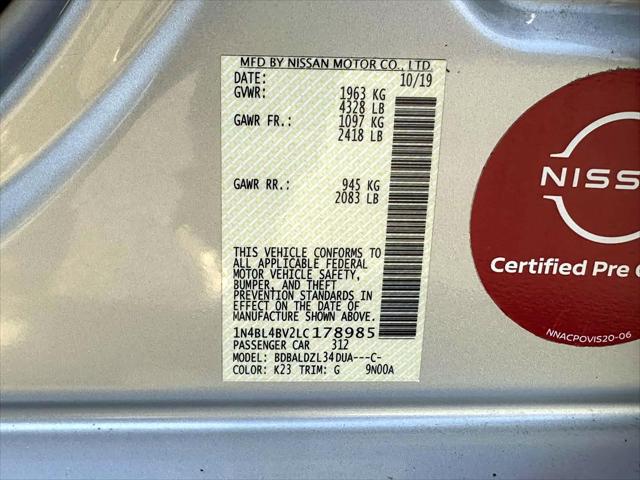 MFD BY NISSAN MOTOR CO., LTD.
DATE: 10/19
GVWR: 1963 KG
4328 LB
GAWR FR.: 1097 KG
2418 LB
GAWR RR.: 945 KG
2083 LB
THIS VEHICLE CONFORMS TO
ALL APPLICABLE FEDERAL
MOTOR VEHICLE SAFETY,
BUMPER, AND THEFT
PREVENTION STANDARDS IN
EFFECT ON THE DATE OF
MANUFACTURE SHOWN ABOVE.
1N4BL4BV2LC178985
PASSENGER CAR 312
MODEL: BDBALDZL34DUA---C-
COLOR: K23 TRIM: G 9N00A
NISS
Certified Pre
NNACPOVIS20-06